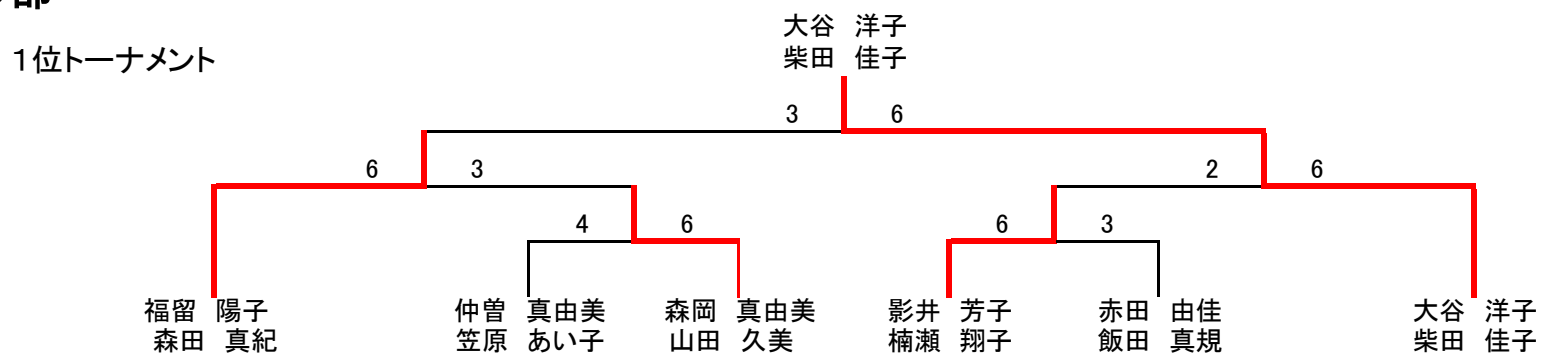 部
大谷 洋子
1位トーナメント
柴田 佳子
3 6
6 3 2 6
4 6 6 3
福留 陽子 仲曽 真由美 森岡 真由美 影井 芳子 赤田 由佳 大谷 洋子
森田 真紀 笠原 あい子 山田 久美 楠瀬 翔子 飯田 真規 柴田 佳子